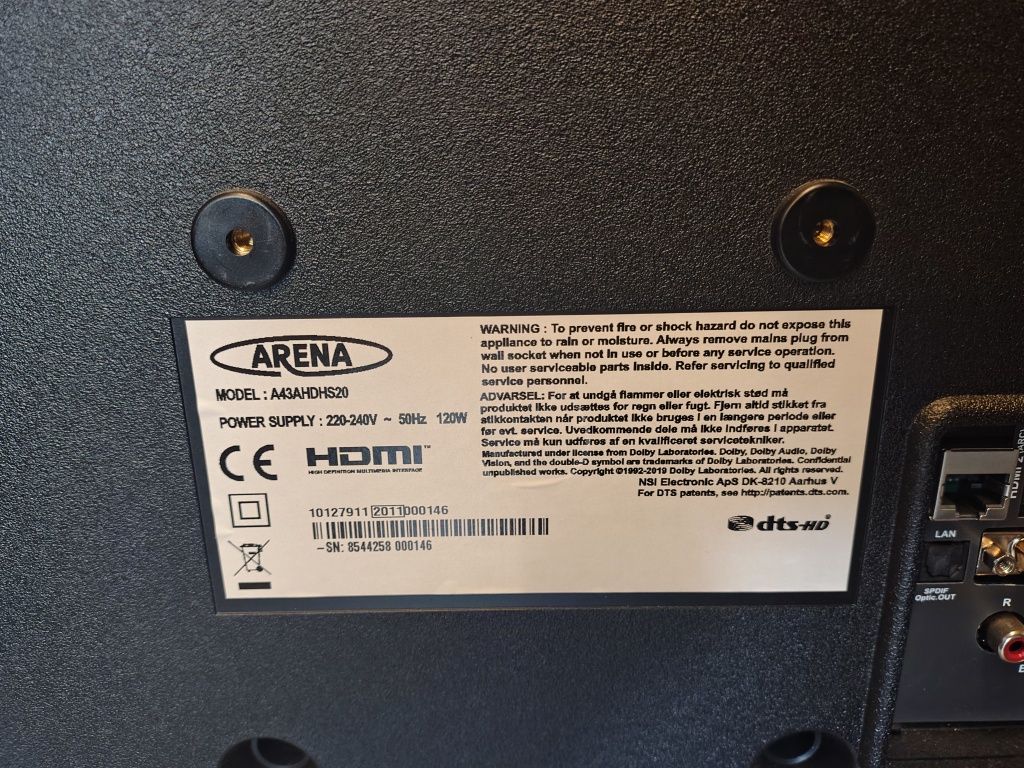 ARENA
MODEL : A43AHDHS20
POWER SUPPLY : 220-240V ~ 50Hz 120W
CE
HDMI™
HIGH DEFINITION MULTIMEDIA INTERFACE
10127911 2011000146
~SN: 8544258 000146
WARNING : To prevent fire or shock hazard do not expose this
appliance to rain or moisture. Always remove mains plug from
wall socket when not in use or before any service operation.
No user serviceable parts inside. Refer servicing to qualified
service personnel.
ADVARSEL: For at undgå flammer eller elektrisk stød må
produktet ikke udsættes for regn eller fugt. Fjern altid stikket fra
stikkontakten når produktet ikke bruges i en længere periode eller
før evt. service. Uvedkommende dele må ikke indføres i apparatet.
Service må kun udføres af en kvalificeret servicetekniker.
Manufactured under license from Dolby Laboratories. Dolby, Dolby Audio, Dolby
Vision, and the double-D symbol are trademarks of Dolby Laboratories. Confidential
unpublished works. Copyright ©1992-2019 Dolby Laboratories. All rights reserved.
NSI Electronic ApS DK-8210 Aarhus V
For DTS patents, see http://patents.dts.com.
dts-HD®
LAN
SPDIF
Optic.OUT
R